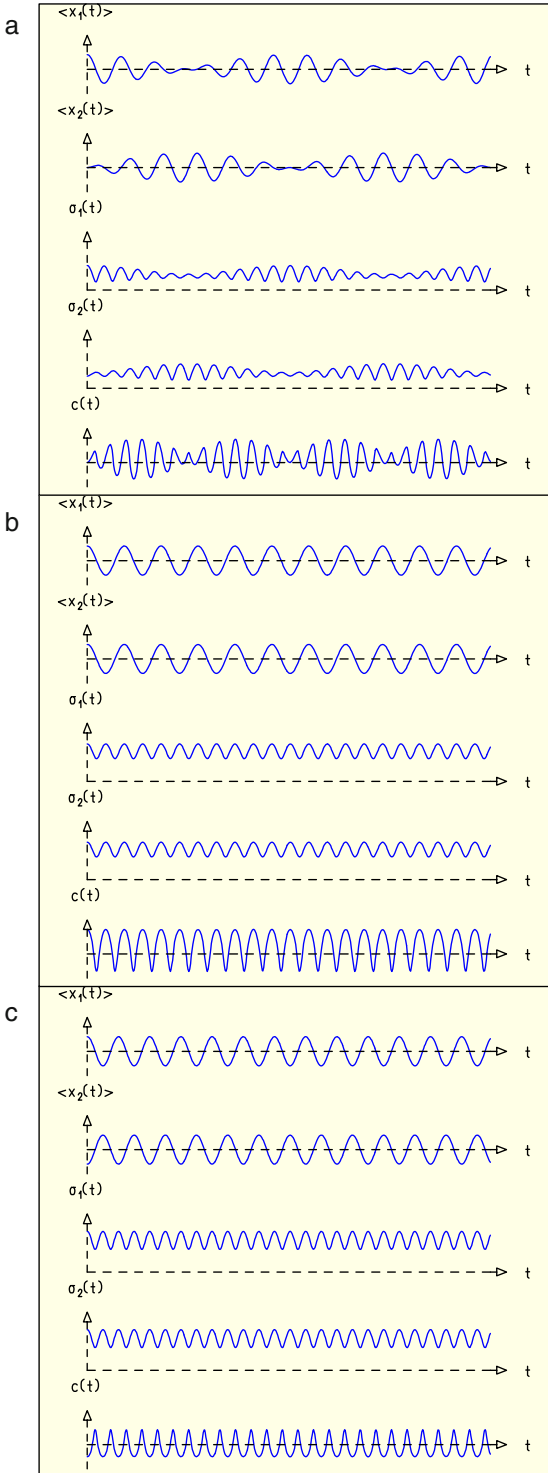 a
<x₁(t)>
t
<x₂(t)>
t
σ₁(t)
t
σ₂(t)
t
c(t)
t
b
<x₁(t)>
t
<x₂(t)>
t
σ₁(t)
t
σ₂(t)
t
c(t)
t
c
<x₁(t)>
t
<x₂(t)>
t
σ₁(t)
t
σ₂(t)
t
c(t)
t